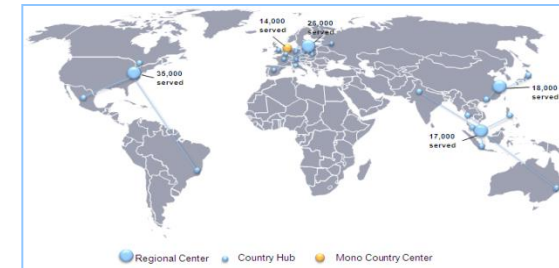 14,000
served
26,000
served
35,000
served
18,000
served
17,000
served
Regional Center
Country Hub
Mono Country Center